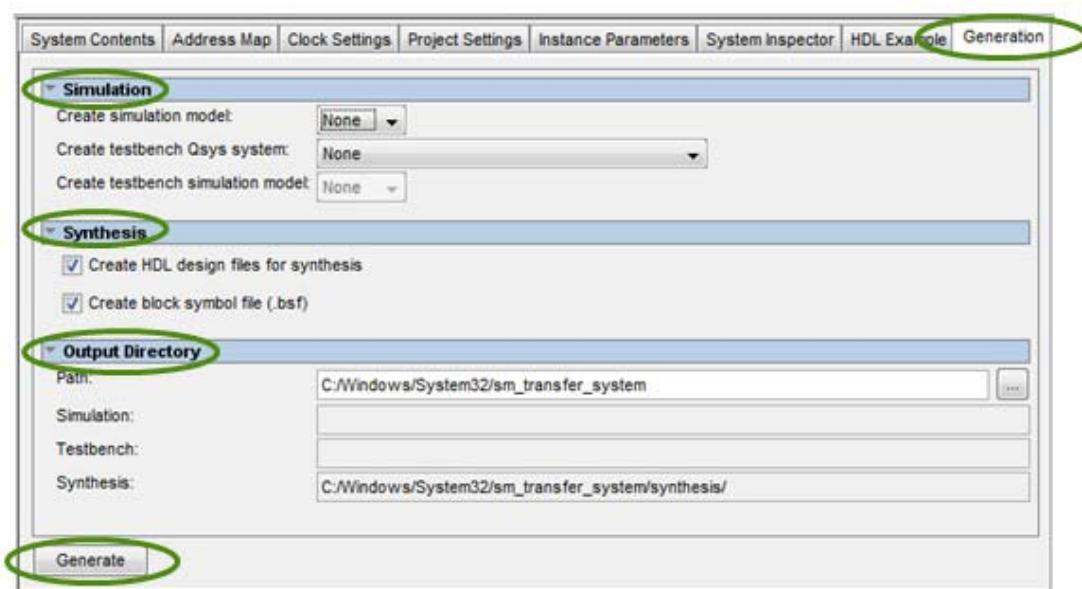 System Contents Address Map Clock Settings Project Settings Instance Parameters System Inspector HDL Example Generation
Simulation
Create simulation model: None
Create testbench Qsys system: None
Create testbench simulation model: None
Synthesis
Create HDL design files for synthesis
Create block symbol file (.bsf)
Output Directory
Path: C:/Windows/System32/sm_transfer_system ...
Simulation:
Testbench:
Synthesis: C:/Windows/System32/sm_transfer_system/synthesis/
Generate